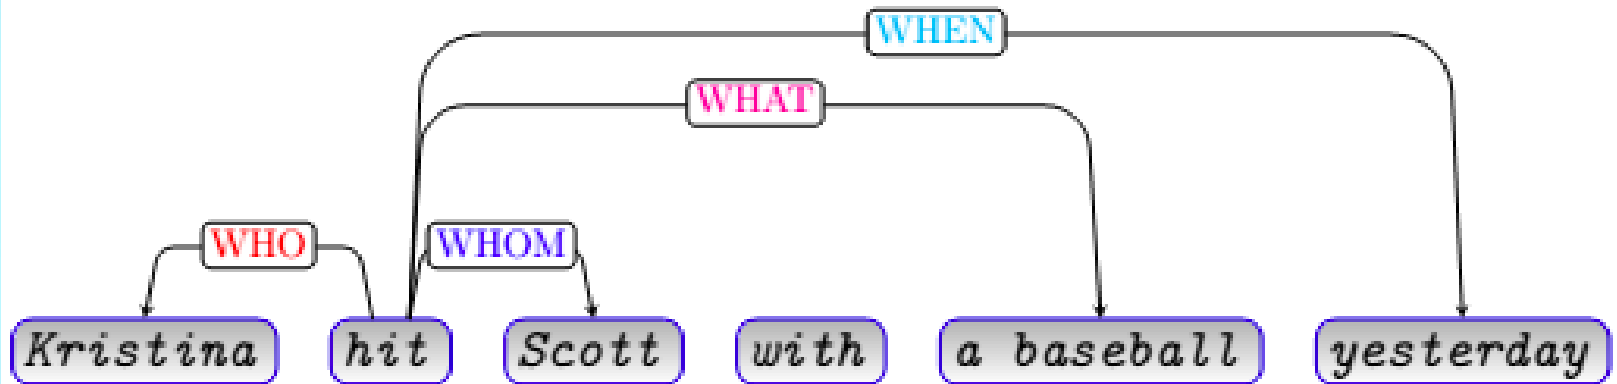 WHEN
WHAT
WHO WHOM
Kristina hit Scott with a baseball yesterday